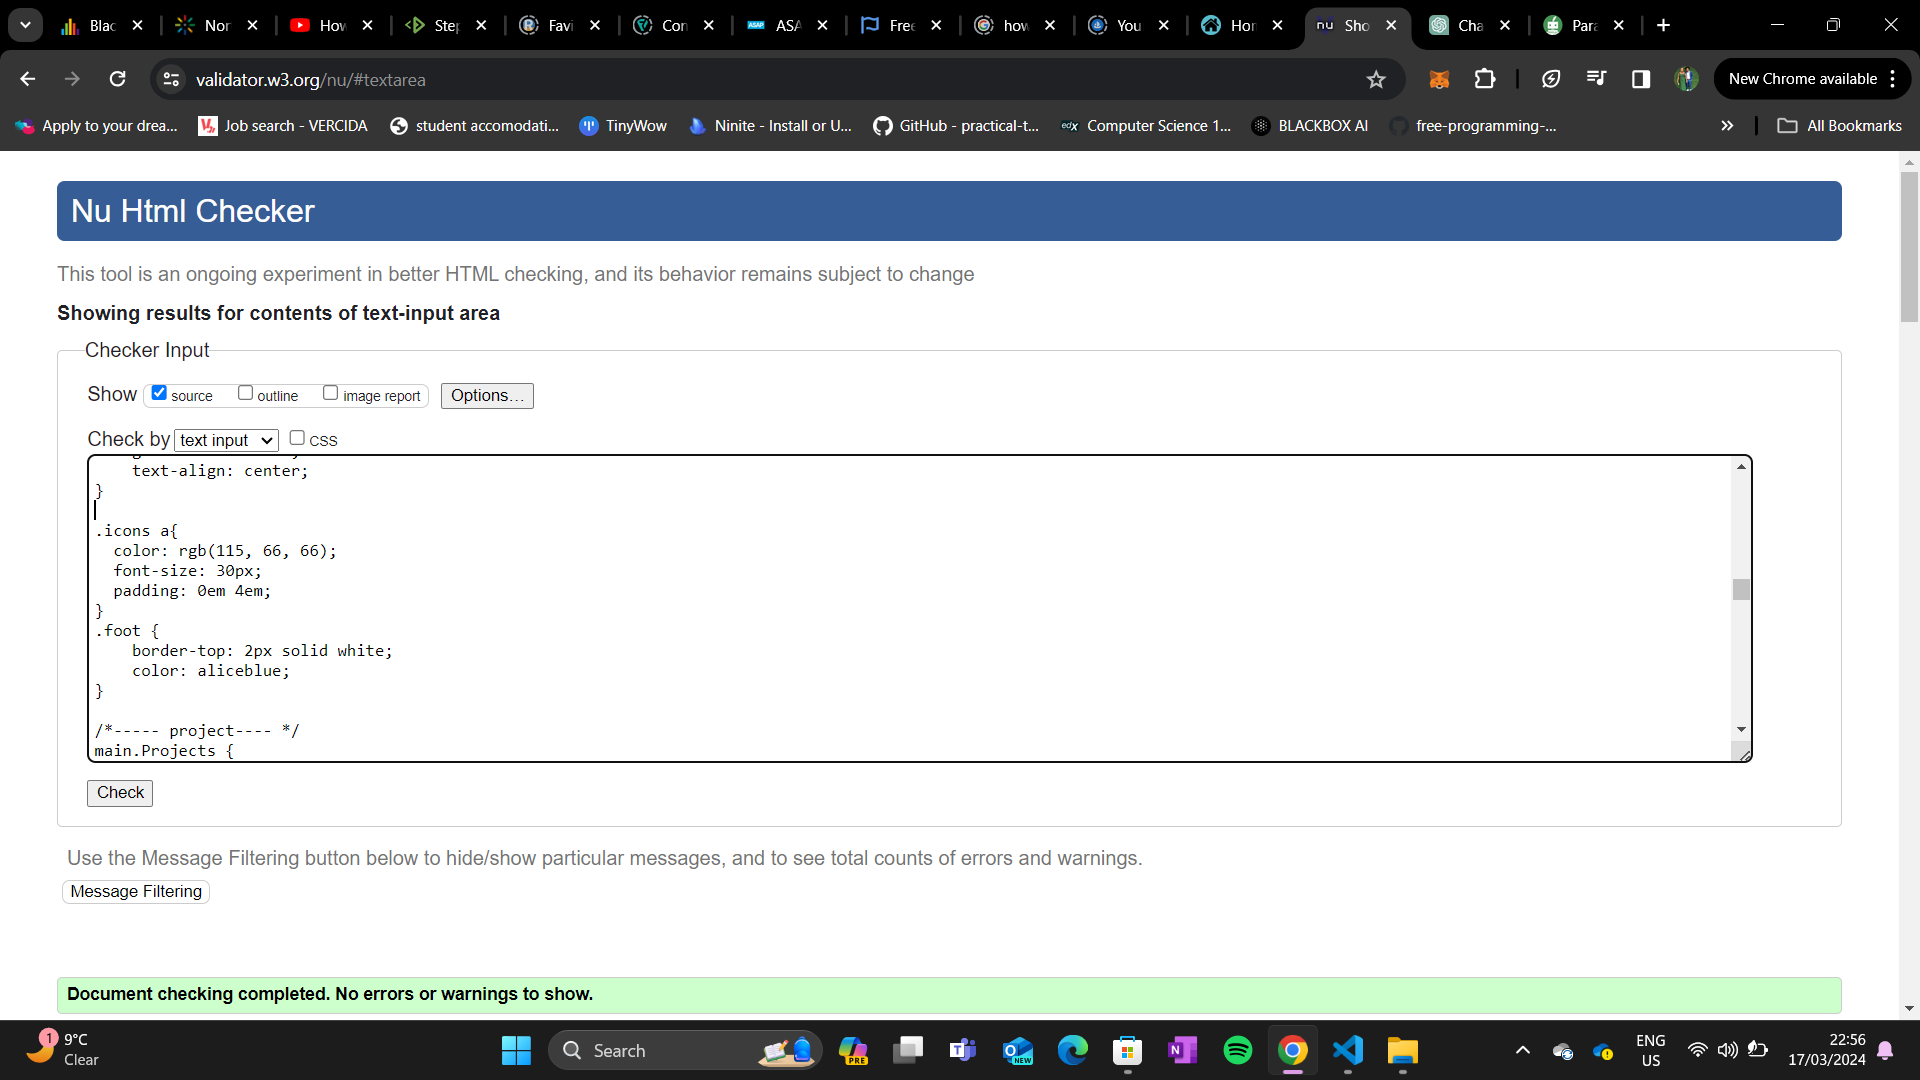 Blac
Nor
How
Step
Favi
Con
ASAP ASA
Free
how
You
Hor
nu Sho
Cha
Para
validator.w3.org/nu/#textarea
New Chrome available
Apply to your drea...
Job search - VERCIDA
student accomodati...
TinyWow
Ninite - Install or U...
GitHub - practical-t...
edX Computer Science 1...
BLACKBOX AI
free-programming-...
All Bookmarks
Nu Html Checker
This tool is an ongoing experiment in better HTML checking, and its behavior remains subject to change
Showing results for contents of text-input area
Checker Input
Show source outline image report Options...
Check by text input CSS
text-align: center;
}
.icons a{
color: rgb(115, 66, 66);
font-size: 30px;
padding: 0em 4em;
}
.foot {
border-top: 2px solid white;
color: aliceblue;
}
/*----- project---- */
main.Projects {
Check
Use the Message Filtering button below to hide/show particular messages, and to see total counts of errors and warnings.
Message Filtering
Document checking completed. No errors or warnings to show.
1
9°C
Clear
Search
PRE
NEW
ENG
US
22:56
17/03/2024